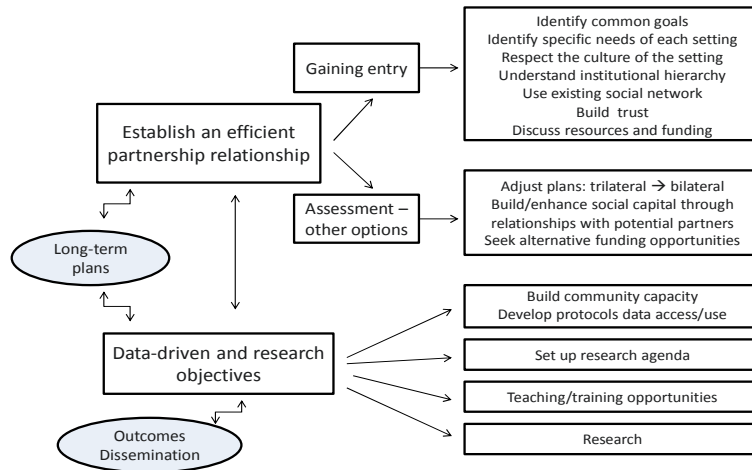 Identify common goals
Identify specific needs of each setting
Respect the culture of the setting
Understand institutional hierarchy
Use existing social network
Build trust
Discuss resources and funding
Gaining entry
Establish an efficient
partnership relationship
Assessment –
other options
Adjust plans: trilateral → bilateral
Build/enhance social capital through
relationships with potential partners
Seek alternative funding opportunities
Long-term
plans
Build community capacity
Develop protocols data access/use
Data-driven and research
objectives
Set up research agenda
Teaching/training opportunities
Research
Outcomes
Dissemination